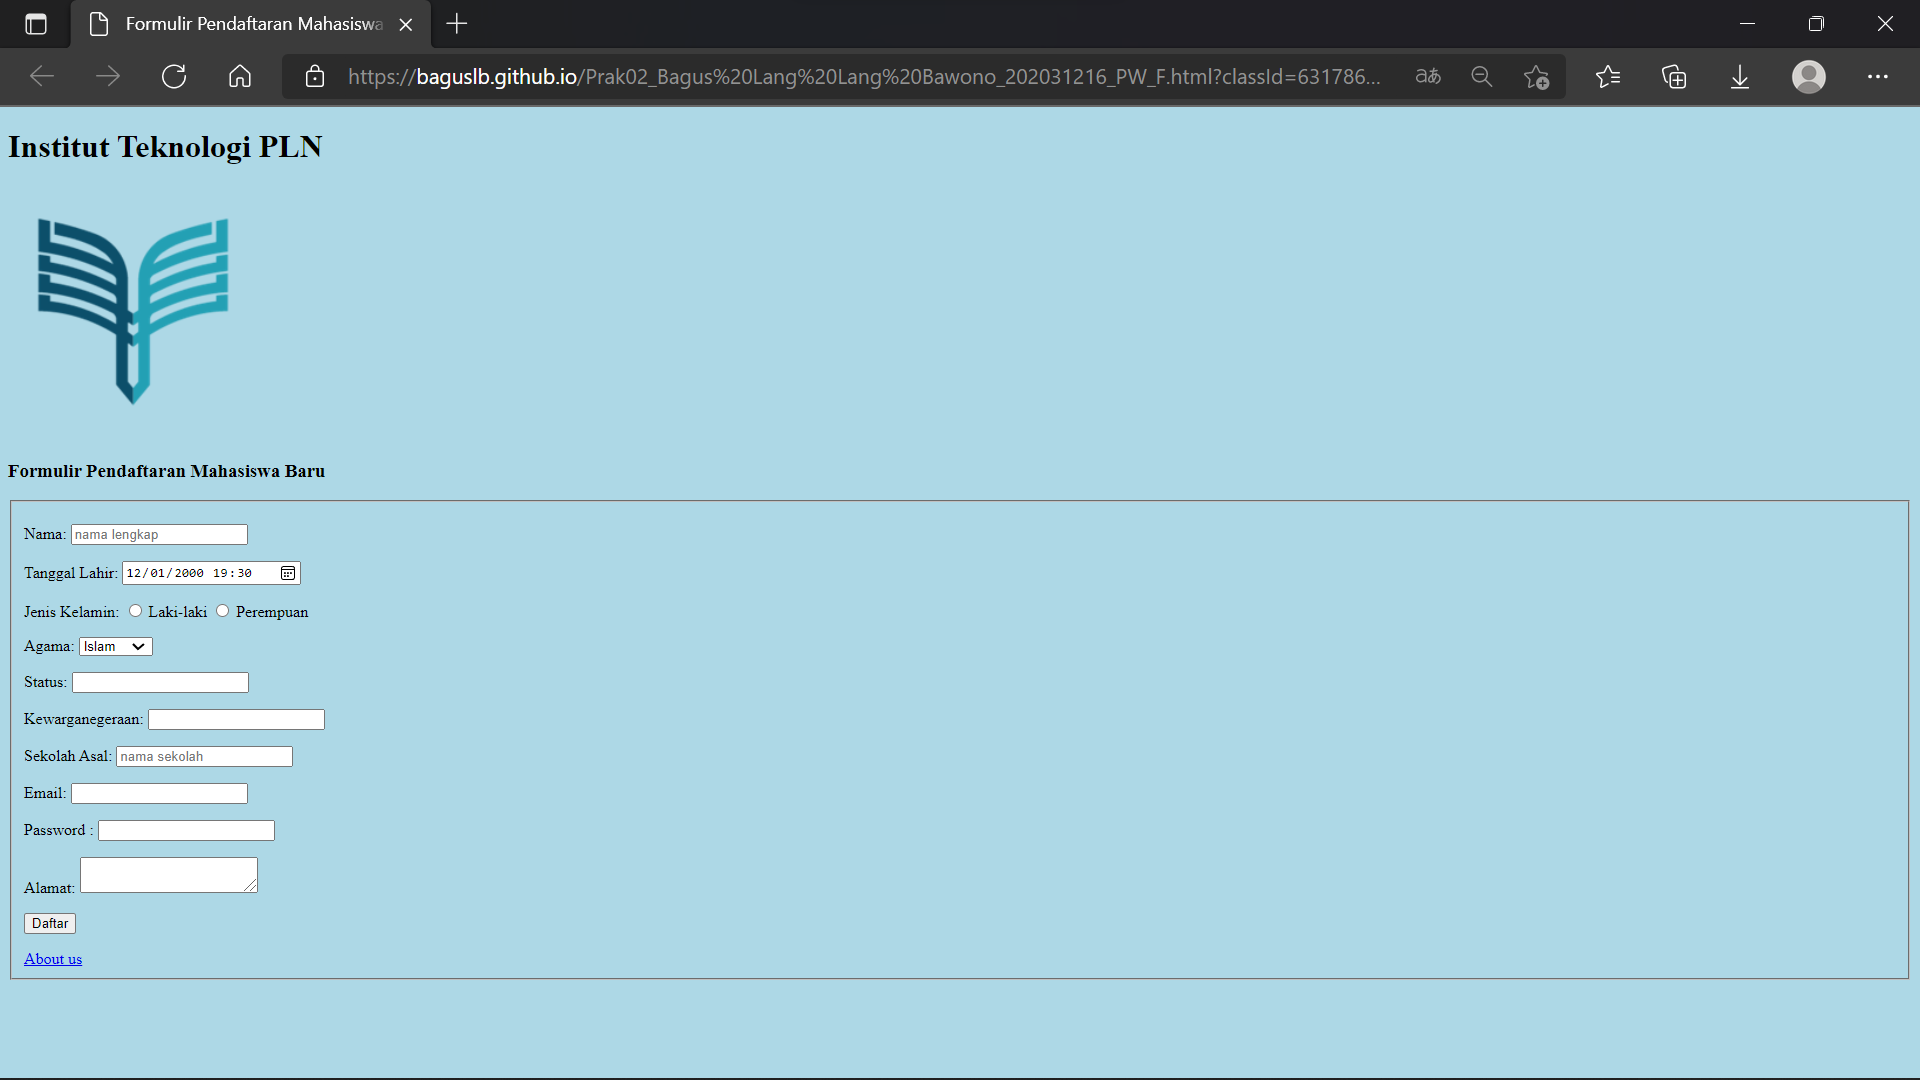 Formulir Pendaftaran Mahasiswa
https://baguslb.github.io/Prak02_Bagus%20Lang%20Lang%20Bawono_202031216_PW_F.html?classId=631786...
Institut Teknologi PLN
Formulir Pendaftaran Mahasiswa Baru
Nama: nama lengkap
Tanggal Lahir: 12/01/2000 19:30
Jenis Kelamin: Laki-laki Perempuan
Agama: Islam
Status:
Kewarganegeraan:
Sekolah Asal: nama sekolah
Email:
Password :
Alamat:
Daftar
About us